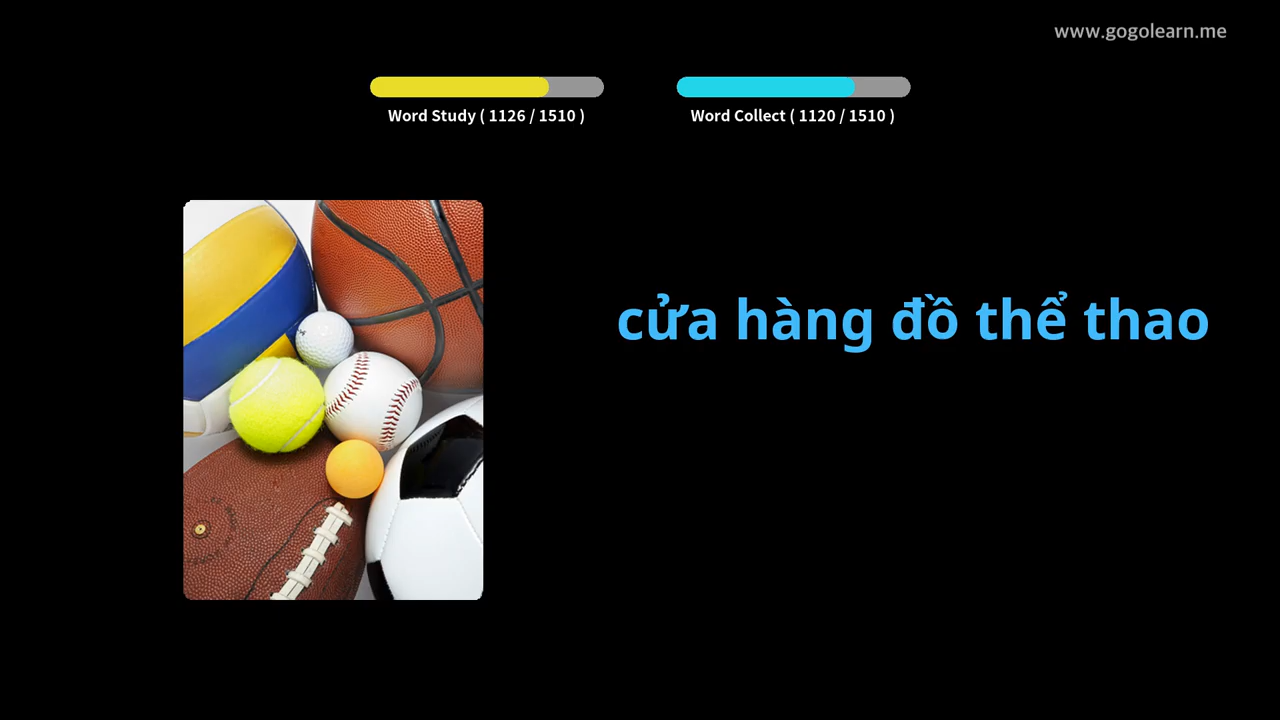 www.gogolearn.me
Word Study ( 1126 / 1510 )
Word Collect ( 1120 / 1510 )
cửa hàng đồ thể thao